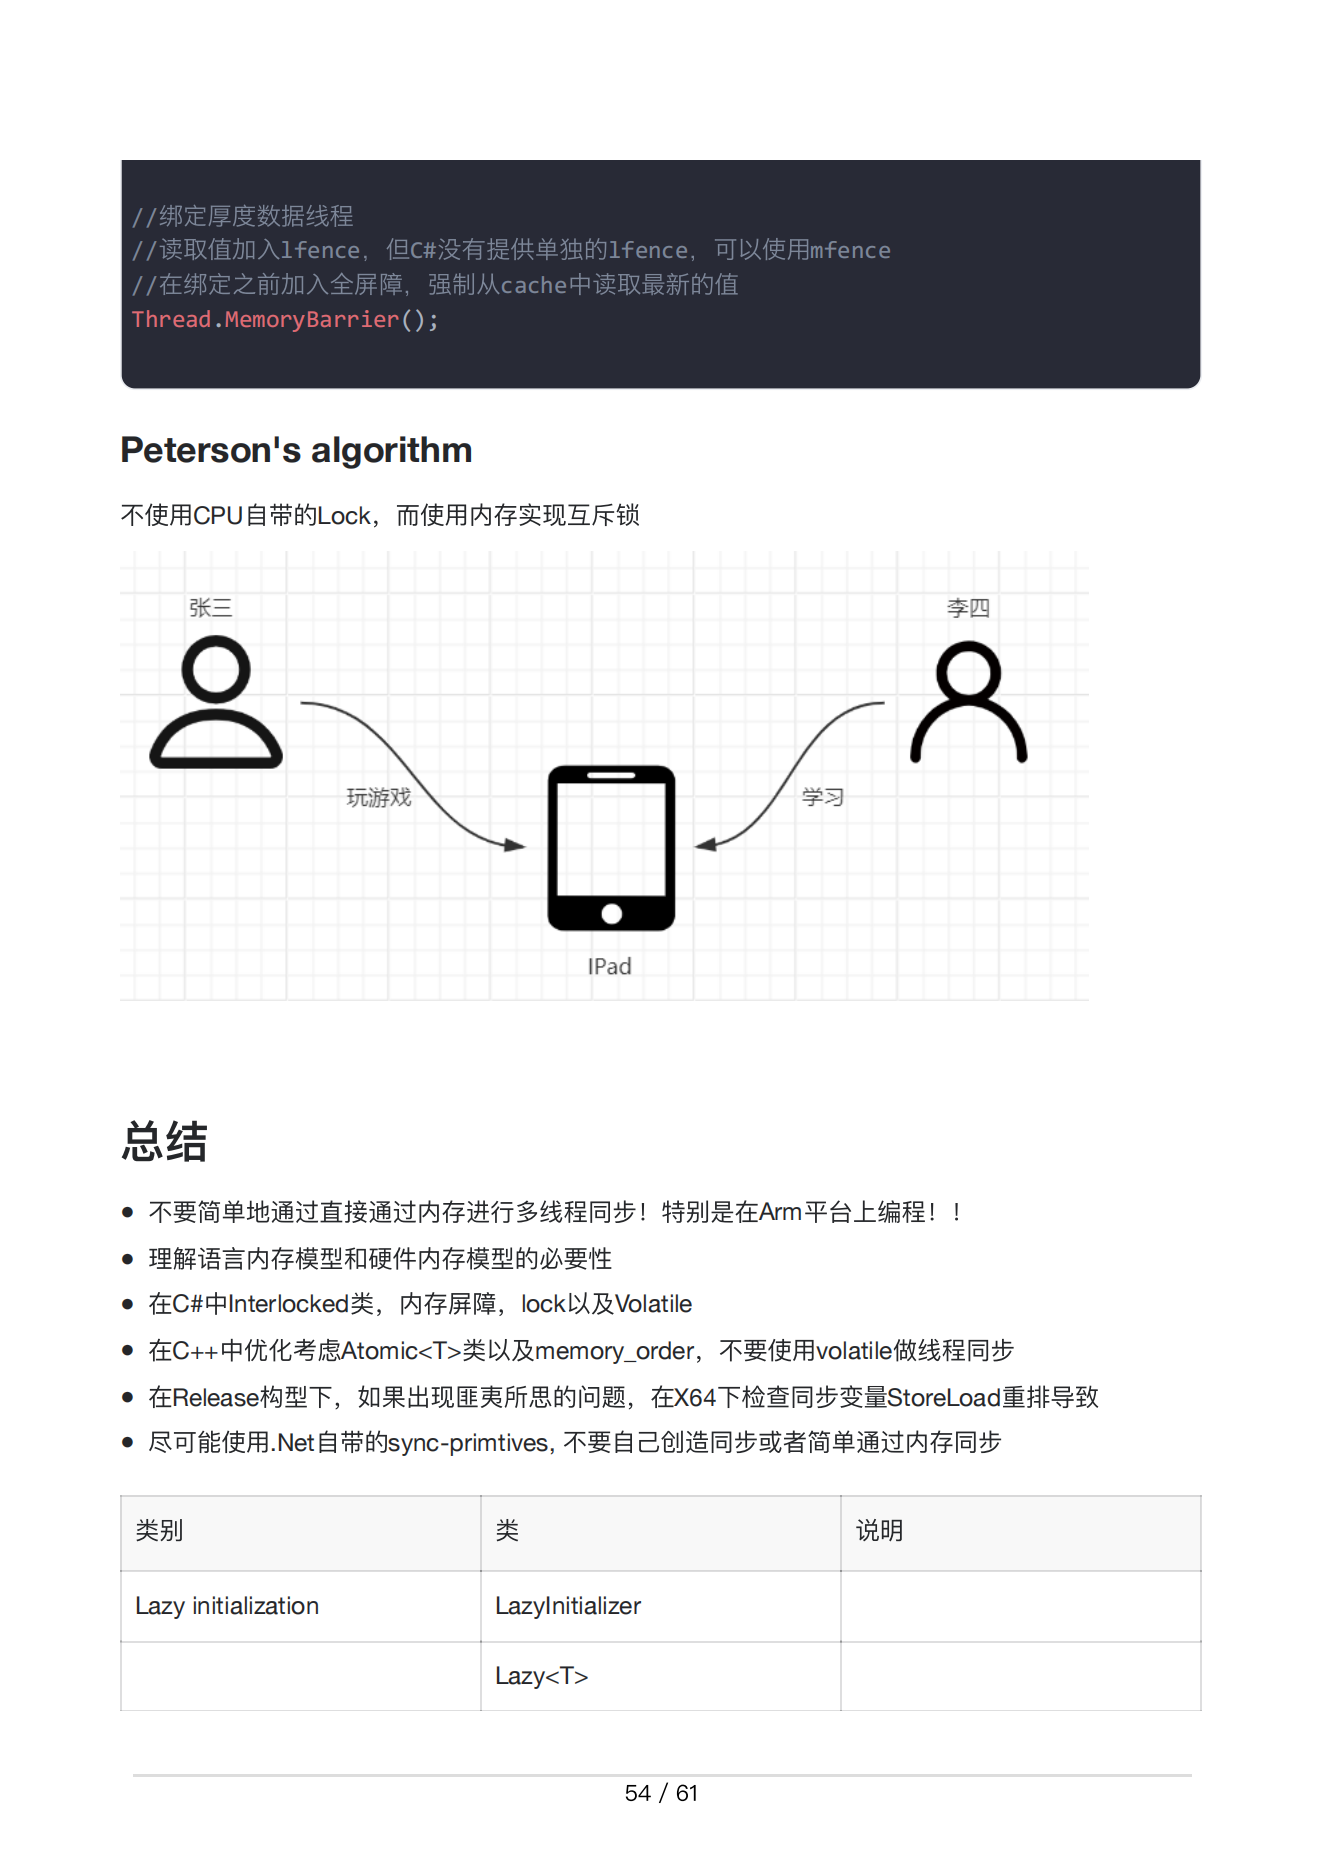 //绑定厚度数据线程
//读取值加入lfence，但C#没有提供单独的lfence，可以使用mfence
//在绑定之前加入全屏障，强制从cache中读取最新的值
Thread.MemoryBarrier();
Peterson's algorithm
不使用CPU自带的Lock，而使用内存实现互斥锁
张三
李四
玩游戏
学习
IPad
总结
● 不要简单地通过直接通过内存进行多线程同步！特别是在Arm平台上编程！！
● 理解语言内存模型和硬件内存模型的必要性
● 在C#中Interlocked类，内存屏障，lock以及Volatile
● 在C++中优化考虑Atomic<T>类以及memory_order，不要使用volatile做线程同步
● 在Release构型下，如果出现匪夷所思的问题，在X64下检查同步变量StoreLoad重排导致
● 尽可能使用.Net自带的sync-primtives, 不要自己创造同步或者简单通过内存同步
类别 类 说明
Lazy initialization LazyInitializer
Lazy<T>
54 / 61